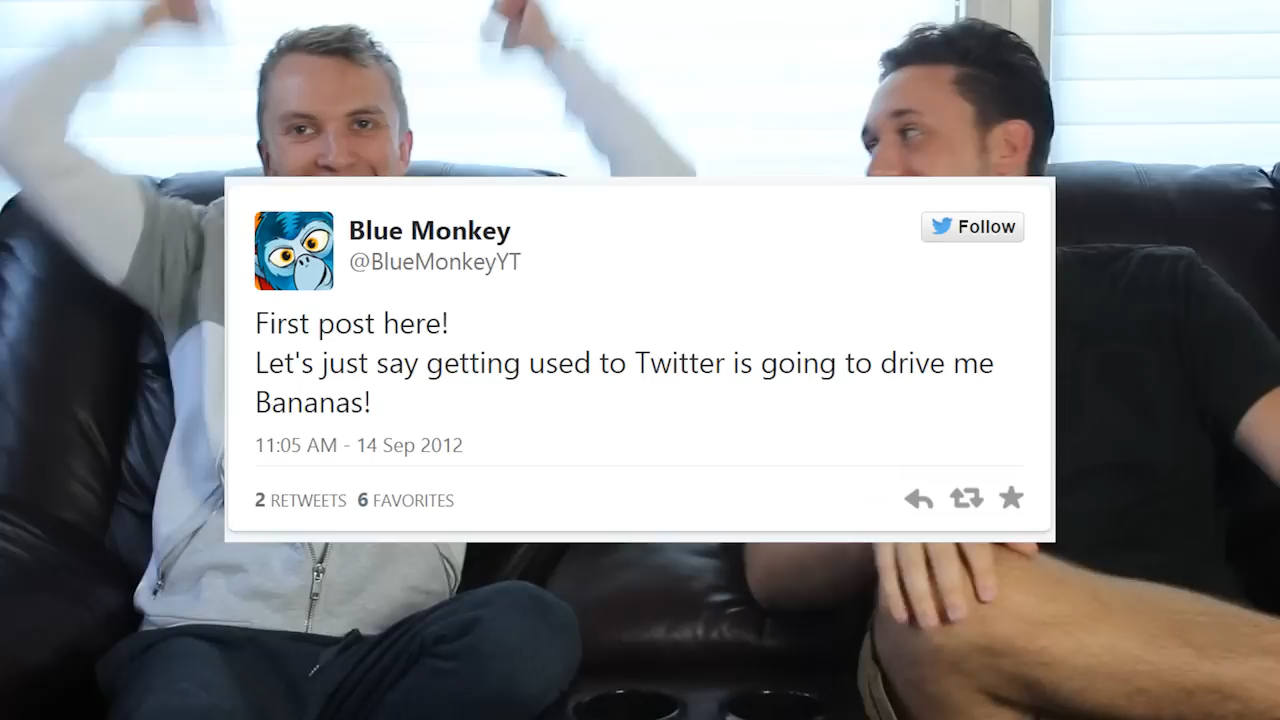 Blue Monkey
@BlueMonkeyYT
Follow
First post here!
Let's just say getting used to Twitter is going to drive me
Bananas!
11:05 AM - 14 Sep 2012
2 RETWEETS 6 FAVORITES